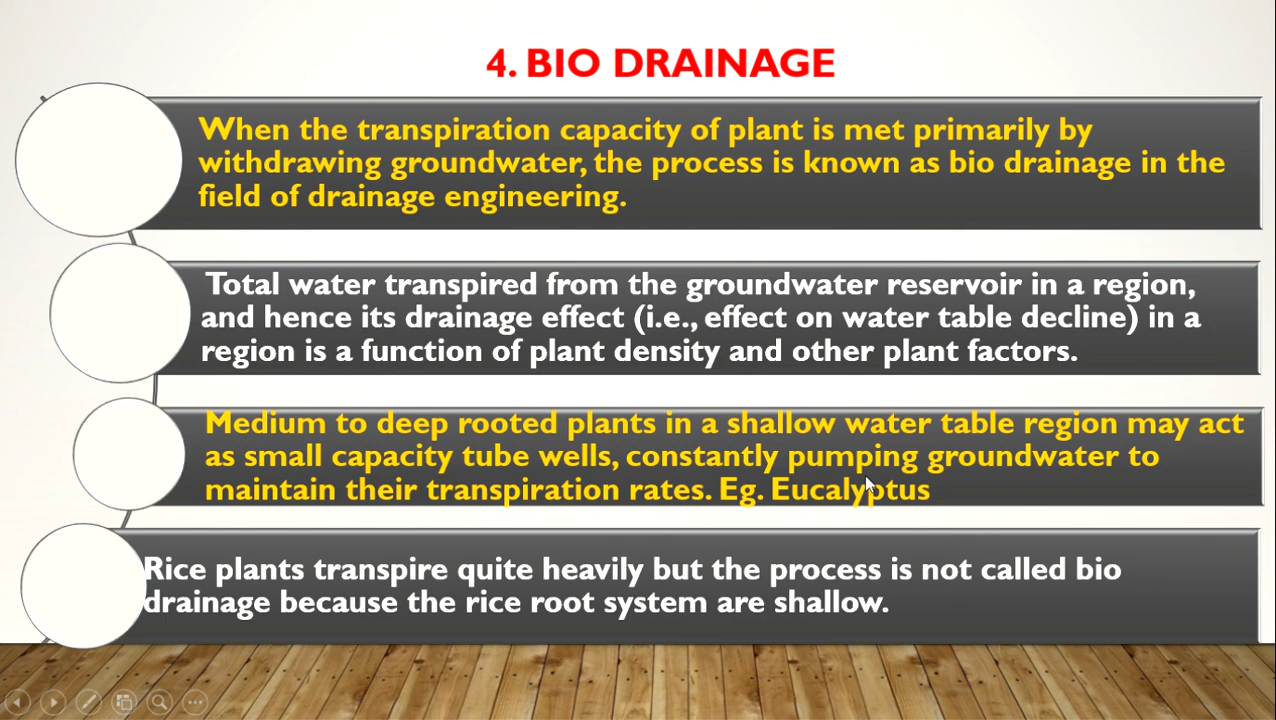 4. BIO DRAINAGE
When the transpiration capacity of plant is met primarily by
withdrawing groundwater, the process is known as bio drainage in the
field of drainage engineering.
Total water transpired from the groundwater reservoir in a region,
and hence its drainage effect (i.e., effect on water table decline) in a
region is a function of plant density and other plant factors.
Medium to deep rooted plants in a shallow water table region may act
as small capacity tube wells, constantly pumping groundwater to
maintain their transpiration rates. Eg. Eucalyptus
Rice plants transpire quite heavily but the process is not called bio
drainage because the rice root system are shallow.